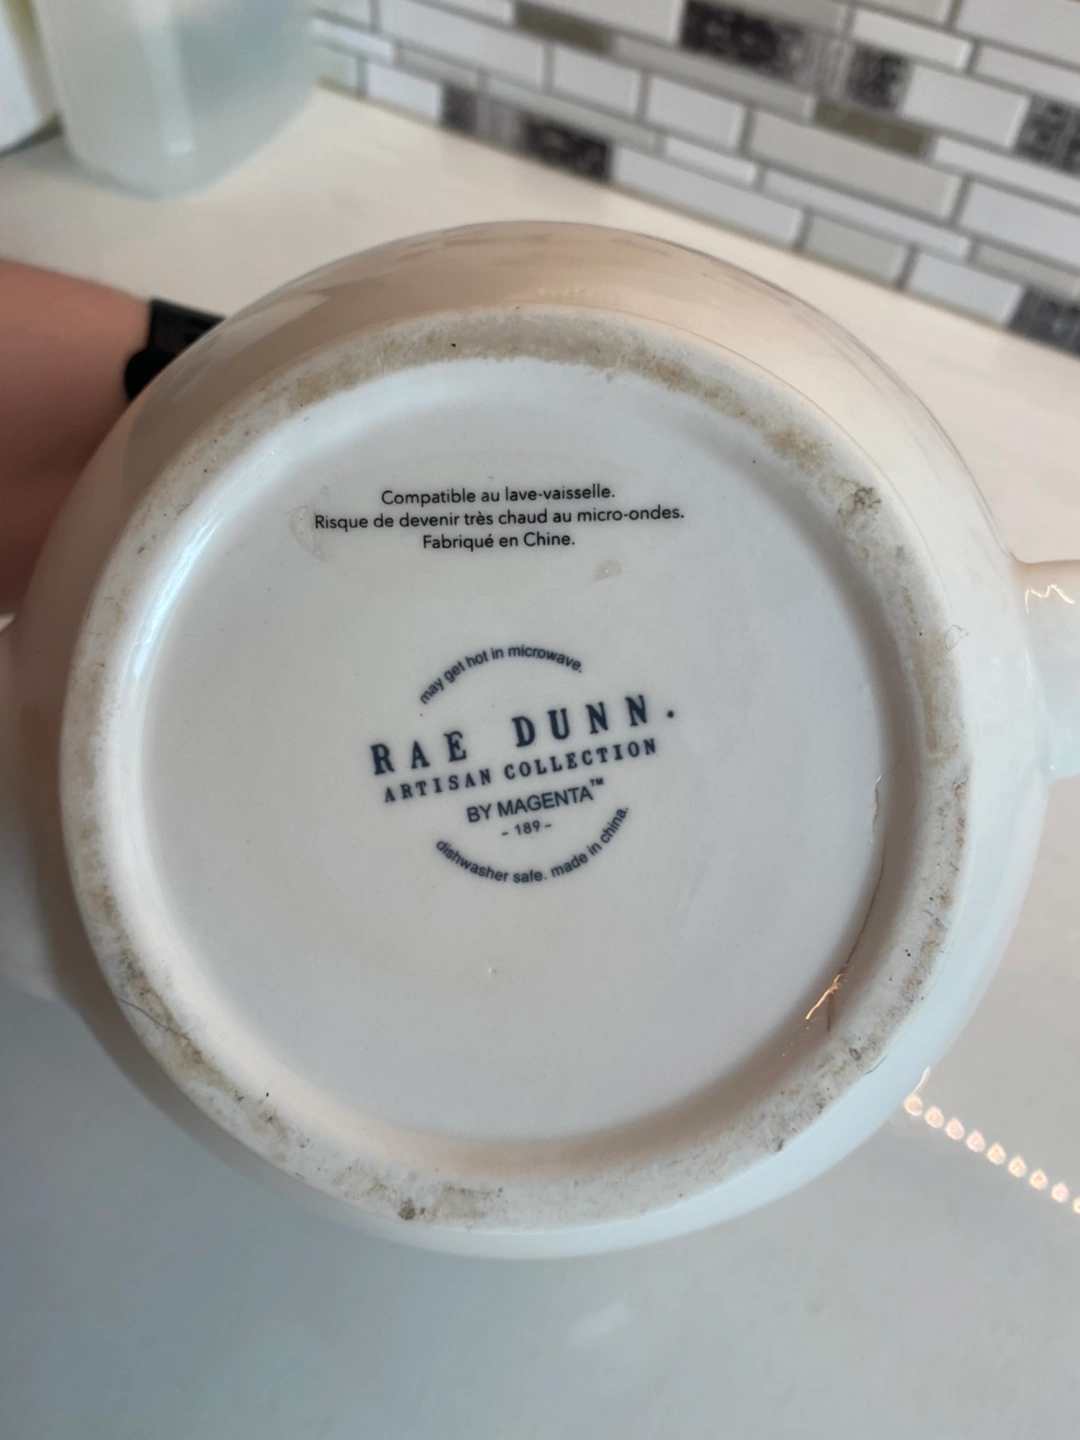 Compatible au lave-vaisselle.
Risque de devenir très chaud au micro-ondes.
Fabriqué en Chine.
may get hot in microwave.
RAE DUNN.
ARTISAN COLLECTION
BY MAGENTA™
- 189 -
dishwasher safe. made in china.